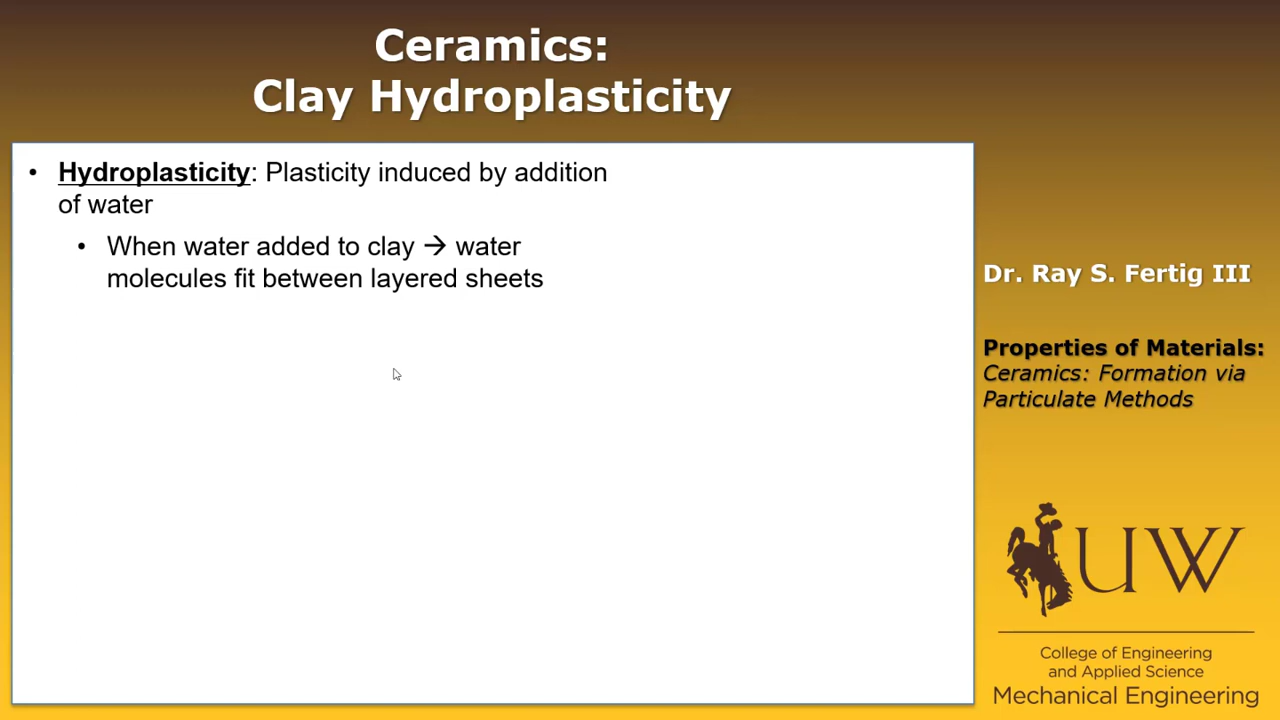 Ceramics:
Clay Hydroplasticity
• Hydroplasticity: Plasticity induced by addition
of water
• When water added to clay → water
molecules fit between layered sheets
Dr. Ray S. Fertig III
Properties of Materials:
Ceramics: Formation via
Particulate Methods
UW
College of Engineering
and Applied Science
Mechanical Engineering